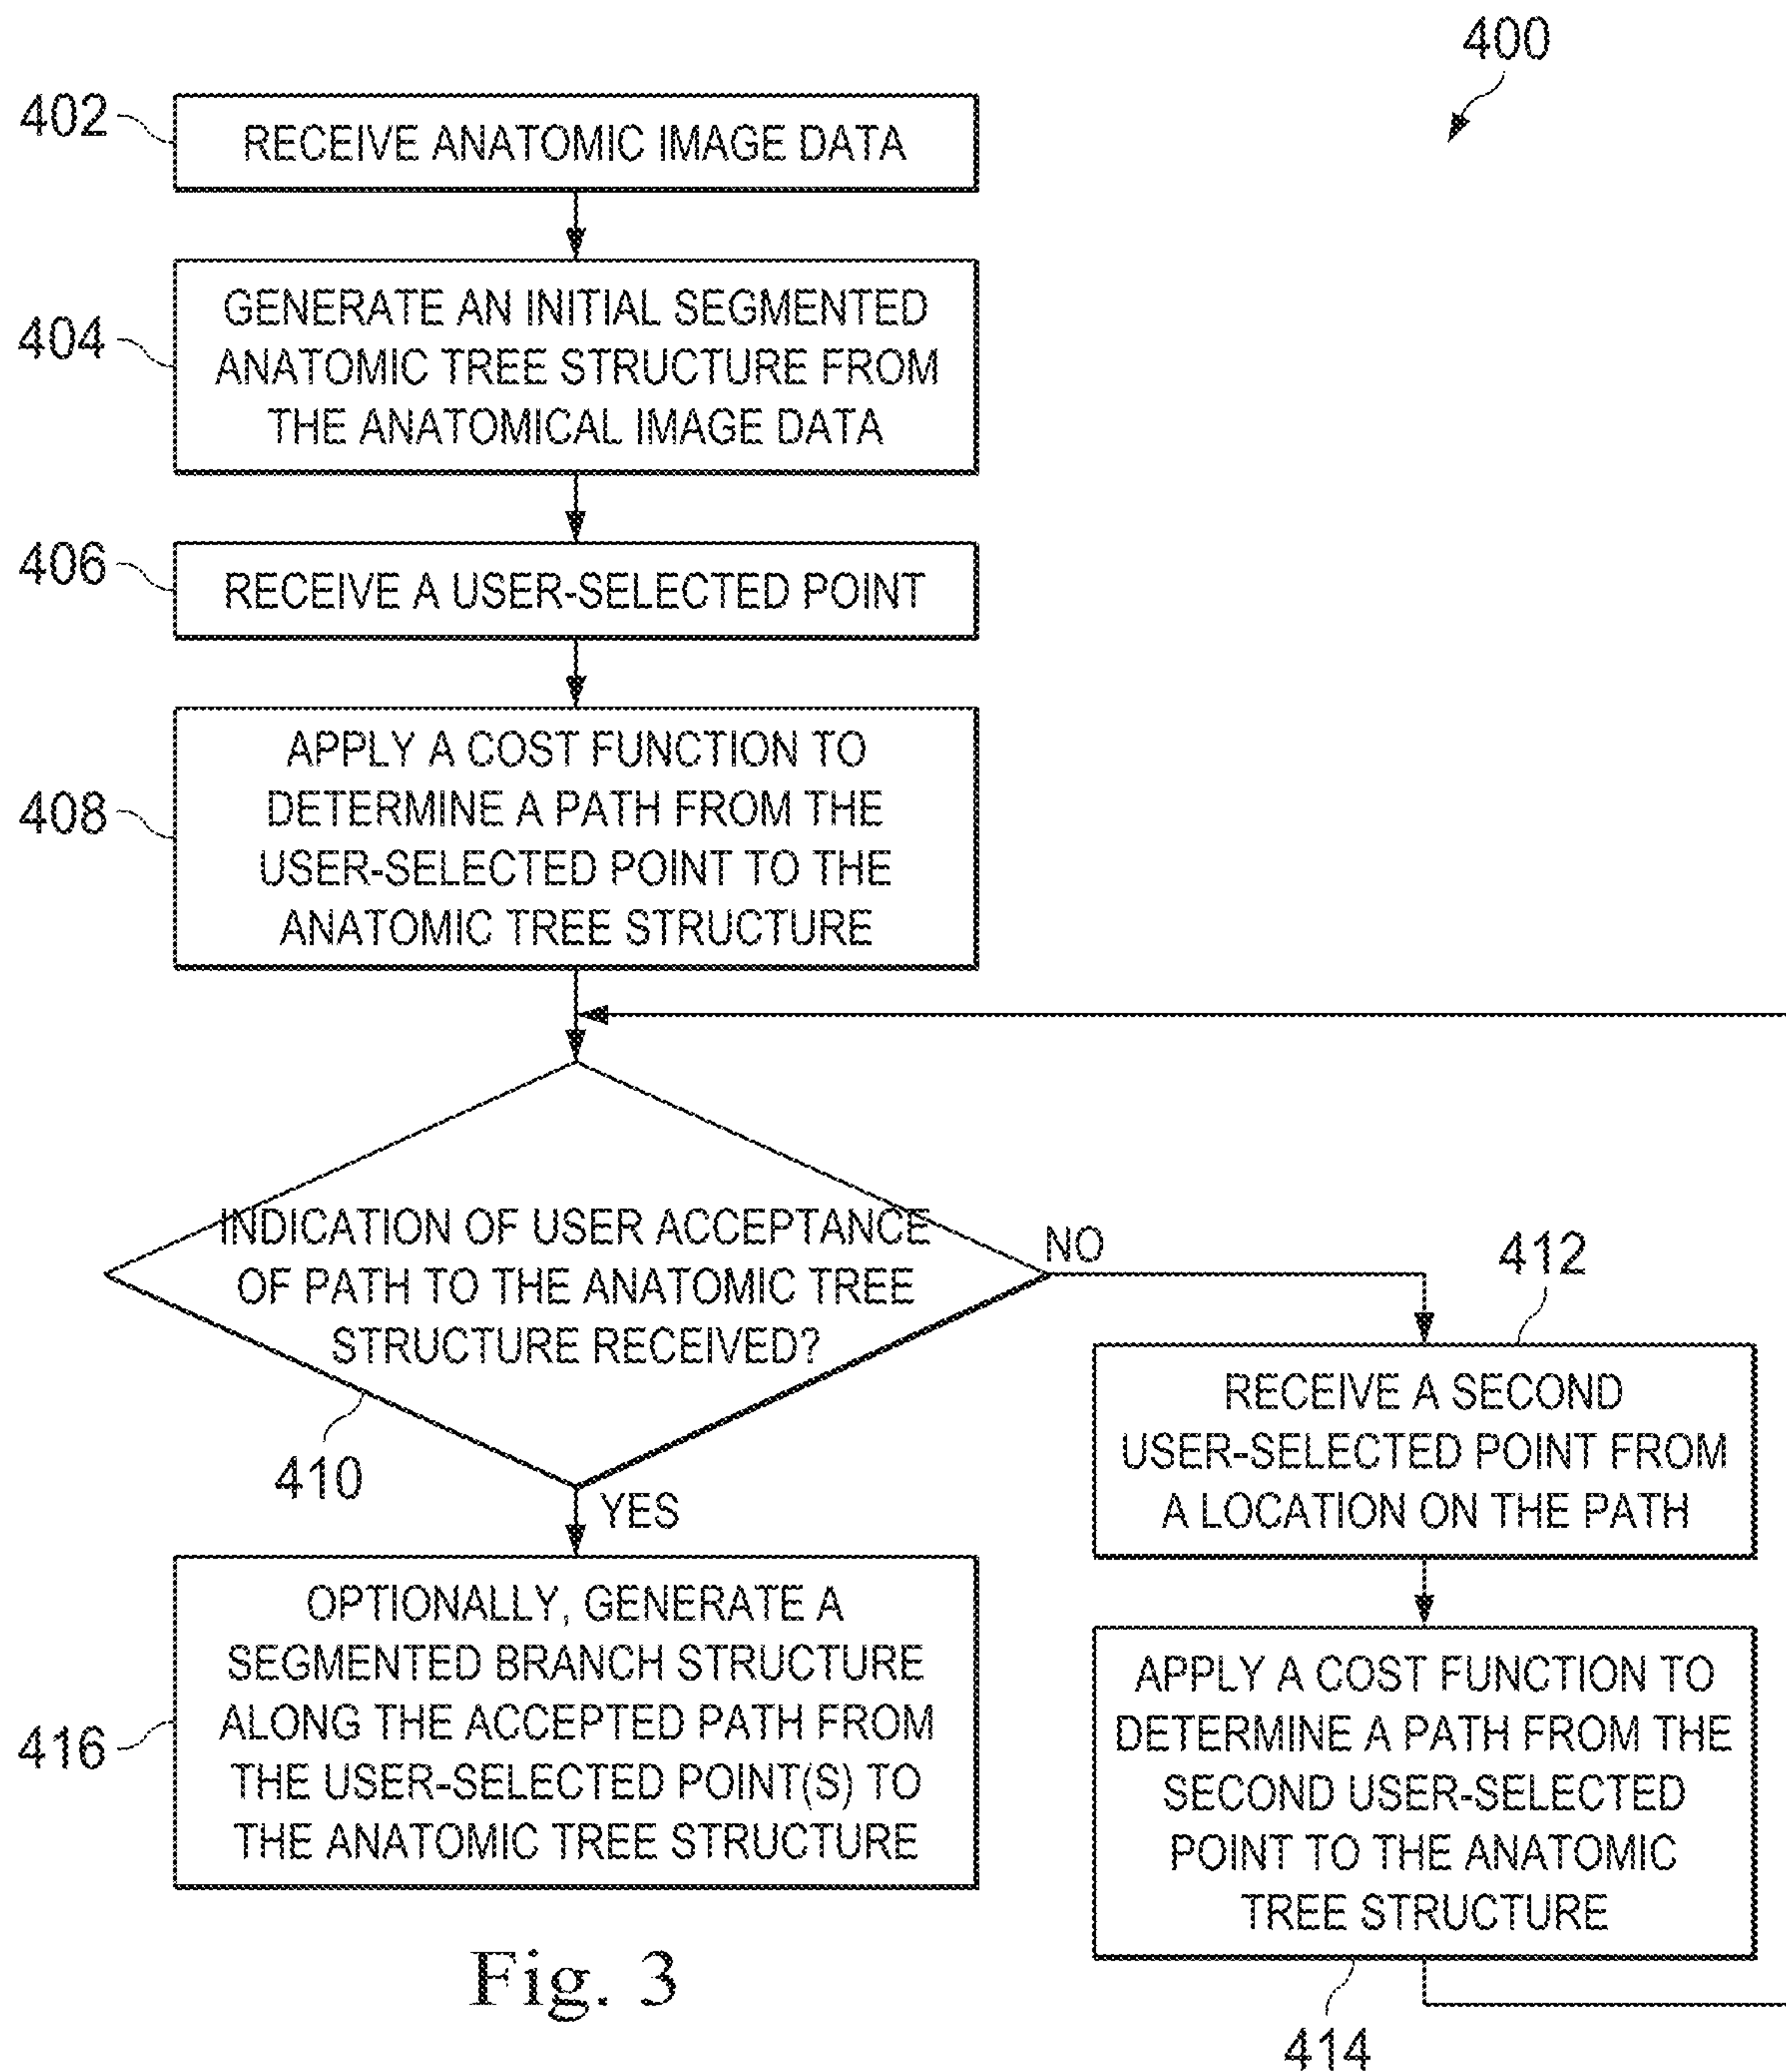 400
402
RECEIVE ANATOMIC IMAGE DATA
404
GENERATE AN INITIAL SEGMENTED
ANATOMIC TREE STRUCTURE FROM
THE ANATOMICAL IMAGE DATA
406
RECEIVE A USER-SELECTED POINT
408
APPLY A COST FUNCTION TO
DETERMINE A PATH FROM THE
USER-SELECTED POINT TO THE
ANATOMIC TREE STRUCTURE
INDICATION OF USER ACCEPTANCE
OF PATH TO THE ANATOMIC TREE
STRUCTURE RECEIVED?
410
NO
YES
412
RECEIVE A SECOND
USER-SELECTED POINT FROM
A LOCATION ON THE PATH
APPLY A COST FUNCTION TO
DETERMINE A PATH FROM THE
SECOND USER-SELECTED
POINT TO THE ANATOMIC
TREE STRUCTURE
414
416
OPTIONALLY, GENERATE A
SEGMENTED BRANCH STRUCTURE
ALONG THE ACCEPTED PATH FROM
THE USER-SELECTED POINT(S) TO
THE ANATOMIC TREE STRUCTURE
Fig. 3